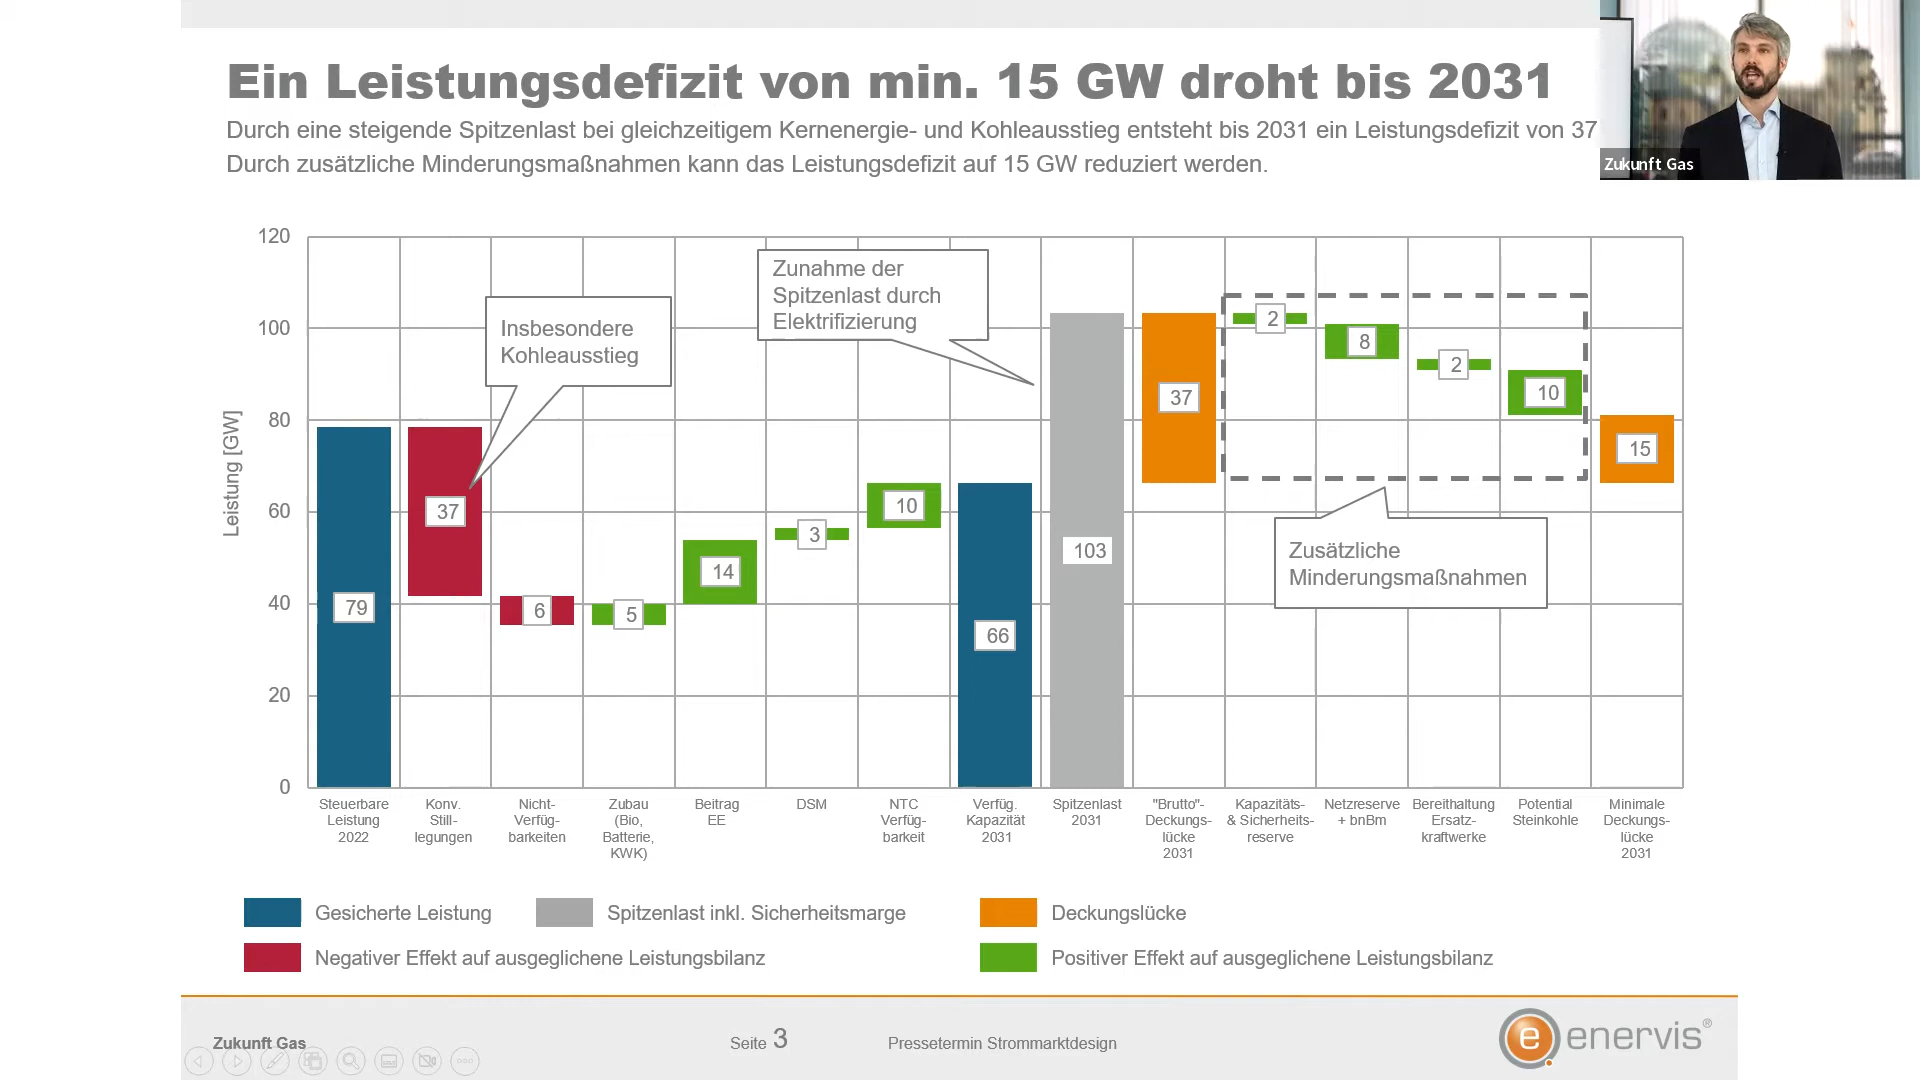 Ein Leistungsdefizit von min. 15 GW droht bis 2031
Durch eine steigende Spitzenlast bei gleichzeitigem Kernenergie- und Kohleausstieg entsteht bis 2031 ein Leistungsdefizit von 37
Durch zusätzliche Minderungsmaßnahmen kann das Leistungsdefizit auf 15 GW reduziert werden.
Zukunft Gas
Leistung [GW]
120
100
80
60
40
20
0
Insbesondere
Kohleausstieg
Zunahme der
Spitzenlast durch
Elektrifizierung
Zusätzliche
Minderungsmaßnahmen
79
37
6
5
14
3
10
66
103
37
2
8
2
10
15
Steuerbare
Leistung
2022
Konv.
Still-
legungen
Nicht-
Verfüg-
barkeiten
Zubau
(Bio,
Batterie,
KWK)
Beitrag
EE
DSM
NTC
Verfüg-
barkeit
Verfüg.
Kapazität
2031
Spitzenlast
2031
"Brutto"-
Deckungs-
lücke
2031
Kapazitäts-
& Sicherheits-
reserve
Netzreserve
+ bnBm
Bereithaltung
Ersatz-
kraftwerke
Potential
Steinkohle
Minimale
Deckungs-
lücke
2031
Gesicherte Leistung
Spitzenlast inkl. Sicherheitsmarge
Deckungslücke
Negativer Effekt auf ausgeglichene Leistungsbilanz
Positiver Effekt auf ausgeglichene Leistungsbilanz
Zukunft Gas
Seite 3
Pressetermin Strommarktdesign
e enervis®